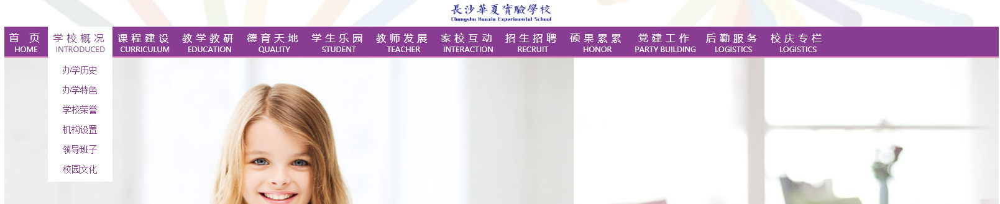 長沙華夏實驗學校
Changsha Huaxia Experimental School
首 页 学校概况 课程建设 教学教研 德育天地 学生乐园 教师发展 家校互动 招生招聘 硕果累累 党建工作 后勤服务 校庆专栏
HOME INTRODUCED CURRICULUM EDUCATION QUALITY STUDENT TEACHER INTERACTION RECRUIT HONOR PARTY BUILDING LOGISTICS LOGISTICS
办学历史
办学特色
学校荣誉
机构设置
领导班子
校园文化